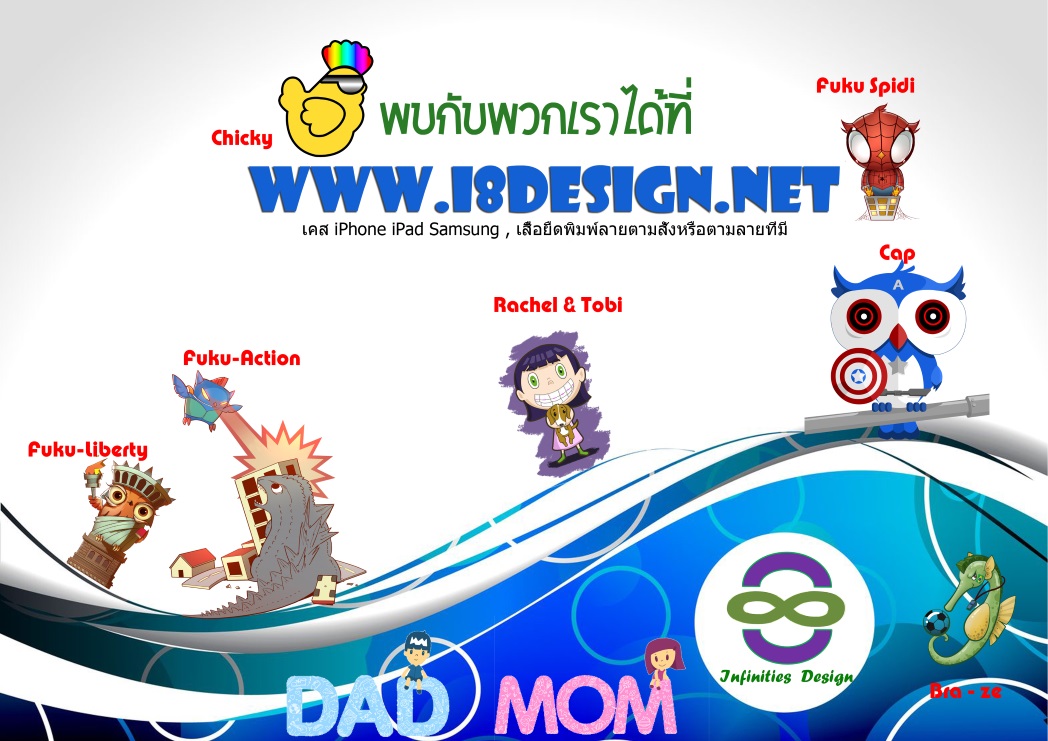 Fuku Spidi
พบกับพวกเราได้ที่
Chicky
WWW.I8DESIGN.NET
เคส iPhone iPad Samsung , เสื้อยืดพิมพ์ลายตามสั่งหรือตามลายที่มี
Cap
A
Rachel & Tobi
Fuku-Action
Fuku-liberty
Infinities Design
DAD MOM
Bra - ze